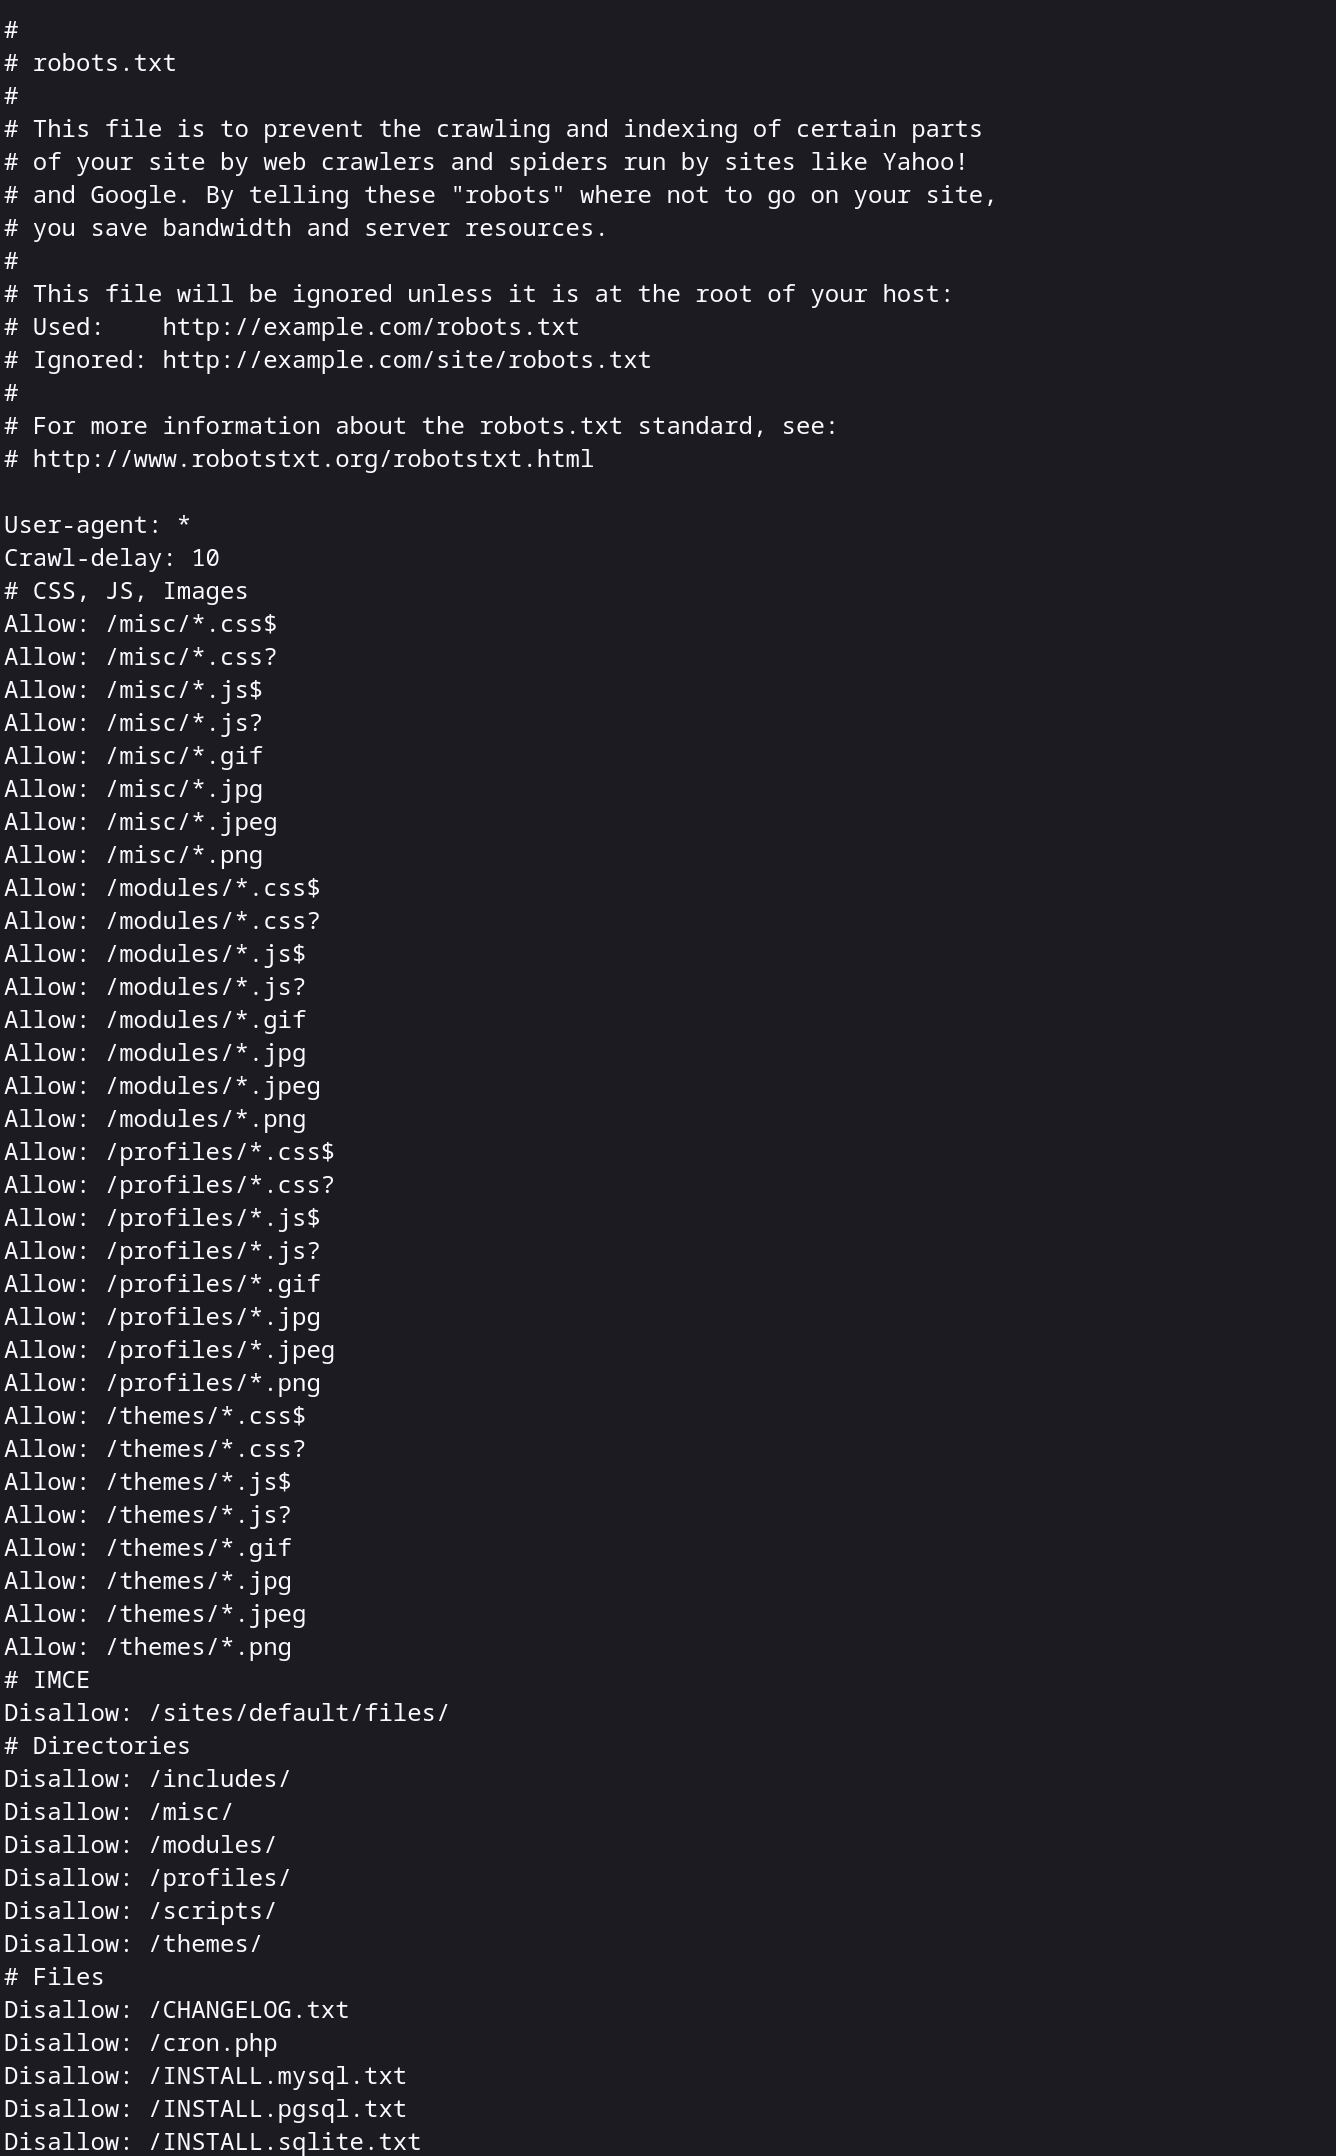 #
# robots.txt
#
# This file is to prevent the crawling and indexing of certain parts
# of your site by web crawlers and spiders run by sites like Yahoo!
# and Google. By telling these "robots" where not to go on your site,
# you save bandwidth and server resources.
#
# This file will be ignored unless it is at the root of your host:
# Used:    http://example.com/robots.txt
# Ignored: http://example.com/site/robots.txt
#
# For more information about the robots.txt standard, see:
# http://www.robotstxt.org/robotstxt.html

User-agent: *
Crawl-delay: 10
# CSS, JS, Images
Allow: /misc/*.css$
Allow: /misc/*.css?
Allow: /misc/*.js$
Allow: /misc/*.js?
Allow: /misc/*.gif
Allow: /misc/*.jpg
Allow: /misc/*.jpeg
Allow: /misc/*.png
Allow: /modules/*.css$
Allow: /modules/*.css?
Allow: /modules/*.js$
Allow: /modules/*.js?
Allow: /modules/*.gif
Allow: /modules/*.jpg
Allow: /modules/*.jpeg
Allow: /modules/*.png
Allow: /profiles/*.css$
Allow: /profiles/*.css?
Allow: /profiles/*.js$
Allow: /profiles/*.js?
Allow: /profiles/*.gif
Allow: /profiles/*.jpg
Allow: /profiles/*.jpeg
Allow: /profiles/*.png
Allow: /themes/*.css$
Allow: /themes/*.css?
Allow: /themes/*.js$
Allow: /themes/*.js?
Allow: /themes/*.gif
Allow: /themes/*.jpg
Allow: /themes/*.jpeg
Allow: /themes/*.png
# IMCE
Disallow: /sites/default/files/
# Directories
Disallow: /includes/
Disallow: /misc/
Disallow: /modules/
Disallow: /profiles/
Disallow: /scripts/
Disallow: /themes/
# Files
Disallow: /CHANGELOG.txt
Disallow: /cron.php
Disallow: /INSTALL.mysql.txt
Disallow: /INSTALL.pgsql.txt
Disallow: /INSTALL.sqlite.txt